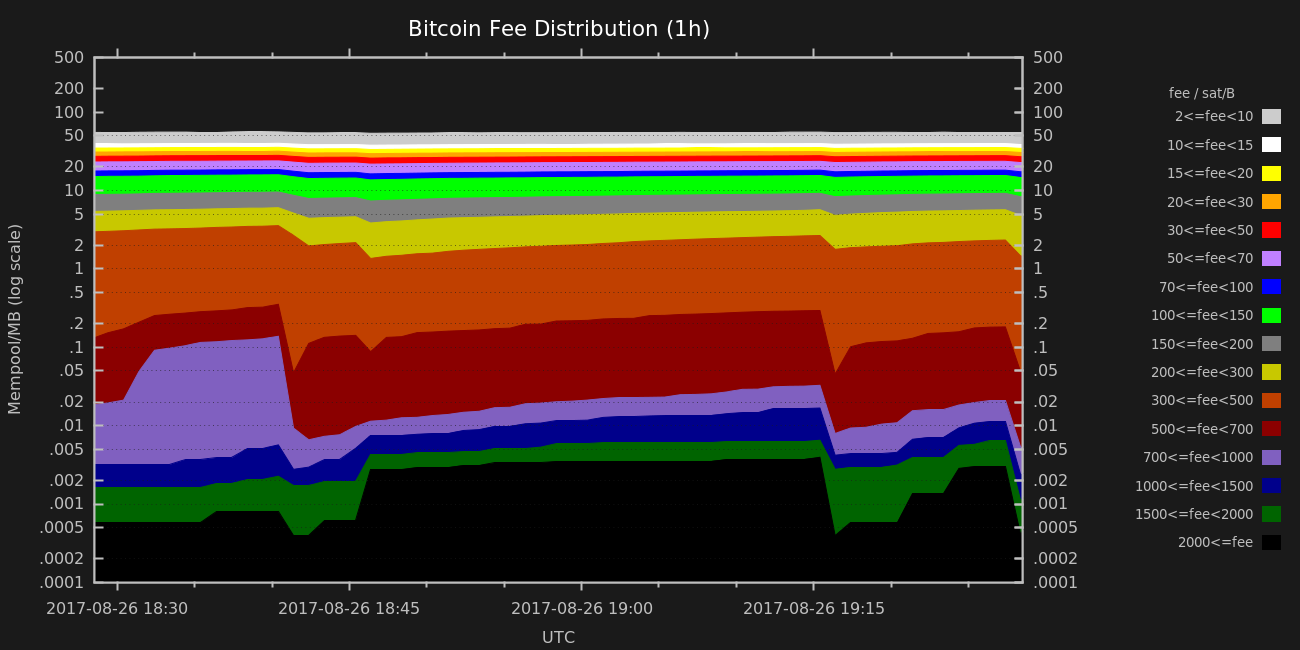 Bitcoin Fee Distribution (1h)
500 500
200 200
100 100
50 50
20 20
10 10
5 5
2 2
1 1
.5 .5
.2 .2
.1 .1
.05 .05
.02 .02
.01 .01
.005 .005
.002 .002
.001 .001
.0005 .0005
.0002 .0002
.0001 .0001
Mempool/MB (log scale)
2017-08-26 18:30 2017-08-26 18:45 2017-08-26 19:00 2017-08-26 19:15
UTC
fee / sat/B
2<=fee<10
10<=fee<15
15<=fee<20
20<=fee<30
30<=fee<50
50<=fee<70
70<=fee<100
100<=fee<150
150<=fee<200
200<=fee<300
300<=fee<500
500<=fee<700
700<=fee<1000
1000<=fee<1500
1500<=fee<2000
2000<=fee